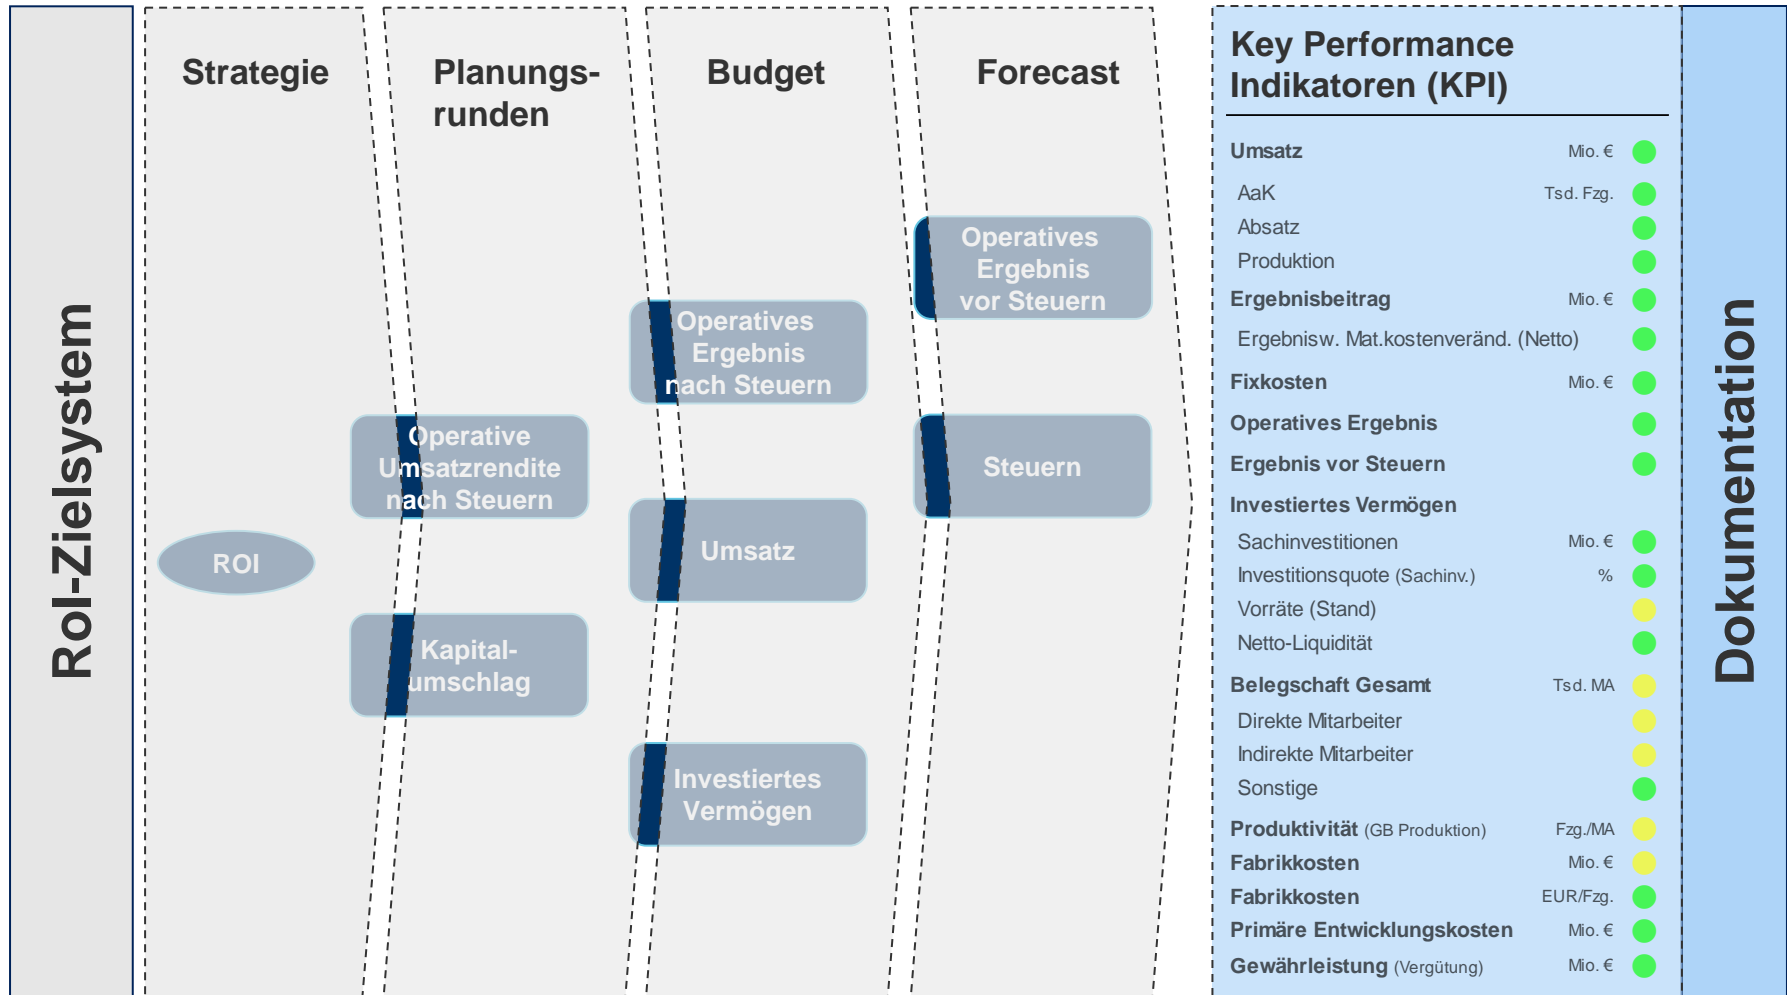 RoI-Zielsystem
Strategie
ROI
Planungs-
runden
Operative
Umsatzrendite
nach Steuern
Kapital-
umschlag
Budget
Operatives
Ergebnis
nach Steuern
Umsatz
Investiertes
Vermögen
Forecast
Operatives
Ergebnis
vor Steuern
Steuern
Key Performance
Indikatoren (KPI)
Umsatz Mio. €
AaK Tsd. Fzg.
Absatz
Produktion
Ergebnisbeitrag Mio. €
Ergebnisw. Mat.kostenveränd. (Netto)
Fixkosten Mio. €
Operatives Ergebnis
Ergebnis vor Steuern
Investiertes Vermögen
Sachinvestitionen Mio. €
Investitionsquote (Sachinv.) %
Vorräte (Stand)
Netto-Liquidität
Belegschaft Gesamt Tsd. MA
Direkte Mitarbeiter
Indirekte Mitarbeiter
Sonstige
Produktivität (GB Produktion) Fzg./MA
Fabrikkosten Mio. €
Fabrikkosten EUR/Fzg.
Primäre Entwicklungskosten Mio. €
Gewährleistung (Vergütung) Mio. €
Dokumentation